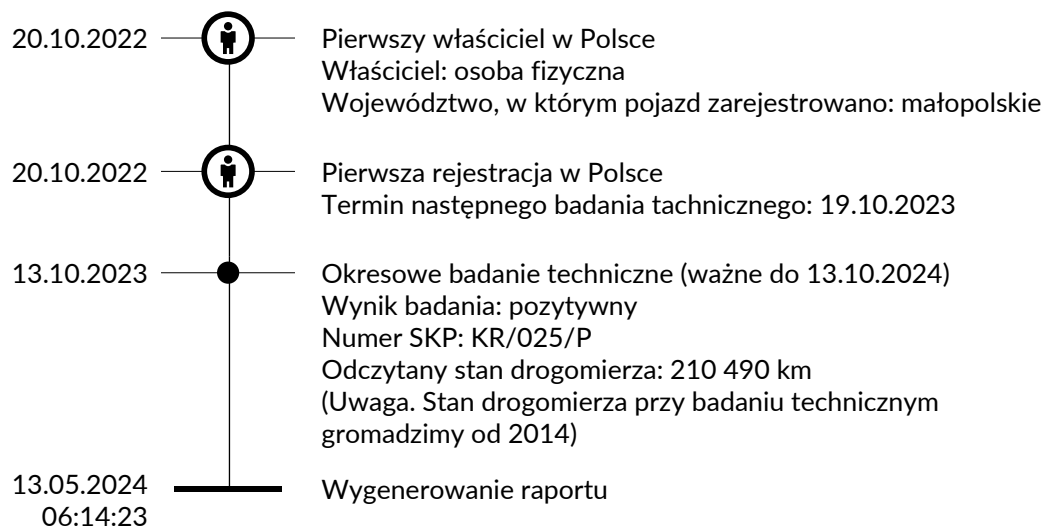 20.10.2022
Pierwszy właściciel w Polsce
Właściciel: osoba fizyczna
Województwo, w którym pojazd zarejestrowano: małopolskie
20.10.2022
Pierwsza rejestracja w Polsce
Termin następnego badania tachnicznego: 19.10.2023
13.10.2023
Okresowe badanie techniczne (ważne do 13.10.2024)
Wynik badania: pozytywny
Numer SKP: KR/025/P
Odczytany stan drogomierza: 210 490 km
(Uwaga. Stan drogomierza przy badaniu technicznym
gromadzimy od 2014)
13.05.2024
06:14:23
Wygenerowanie raportu